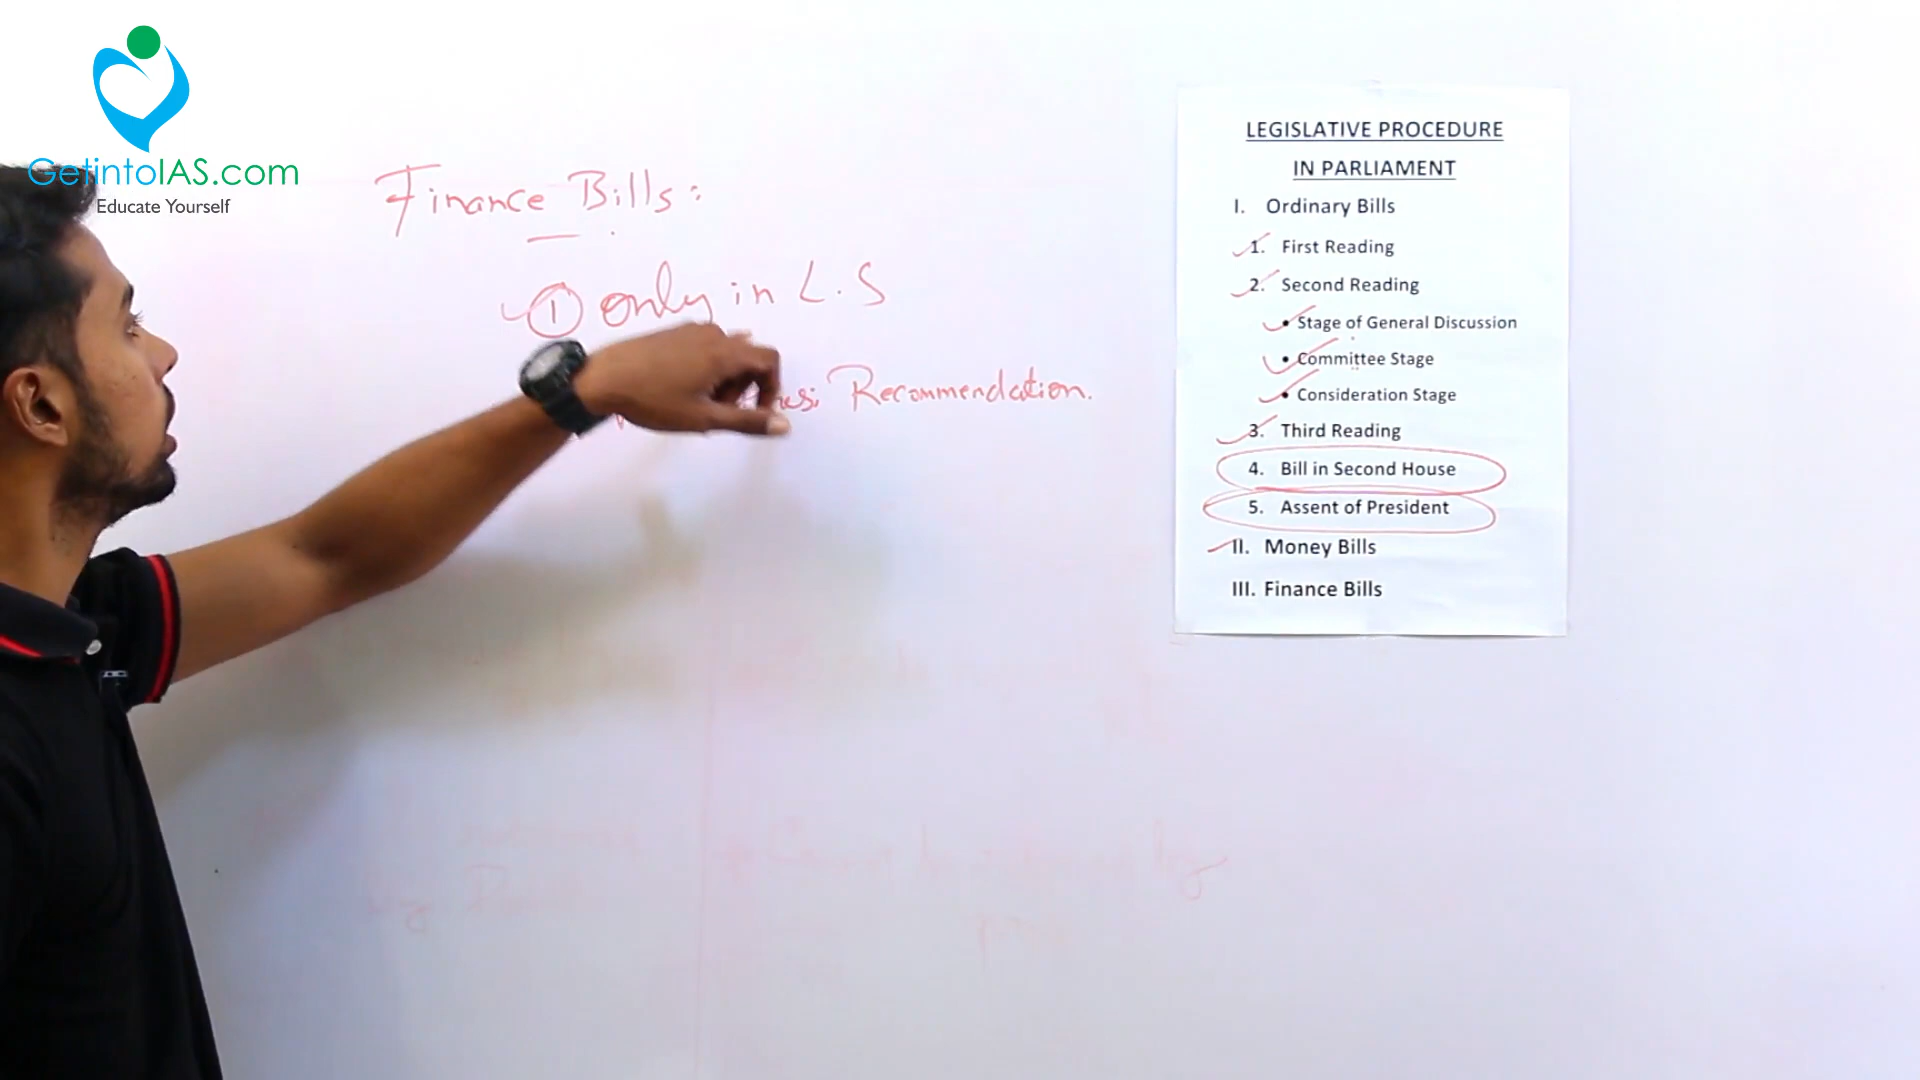 GetintoIAS.com
Educate Yourself
Finance Bills:
1 only in L.S
Recommendation.
LEGISLATIVE PROCEDURE
IN PARLIAMENT
I. Ordinary Bills
1. First Reading
2. Second Reading
• Stage of General Discussion
• Committee Stage
• Consideration Stage
3. Third Reading
4. Bill in Second House
5. Assent of President
II. Money Bills
III. Finance Bills